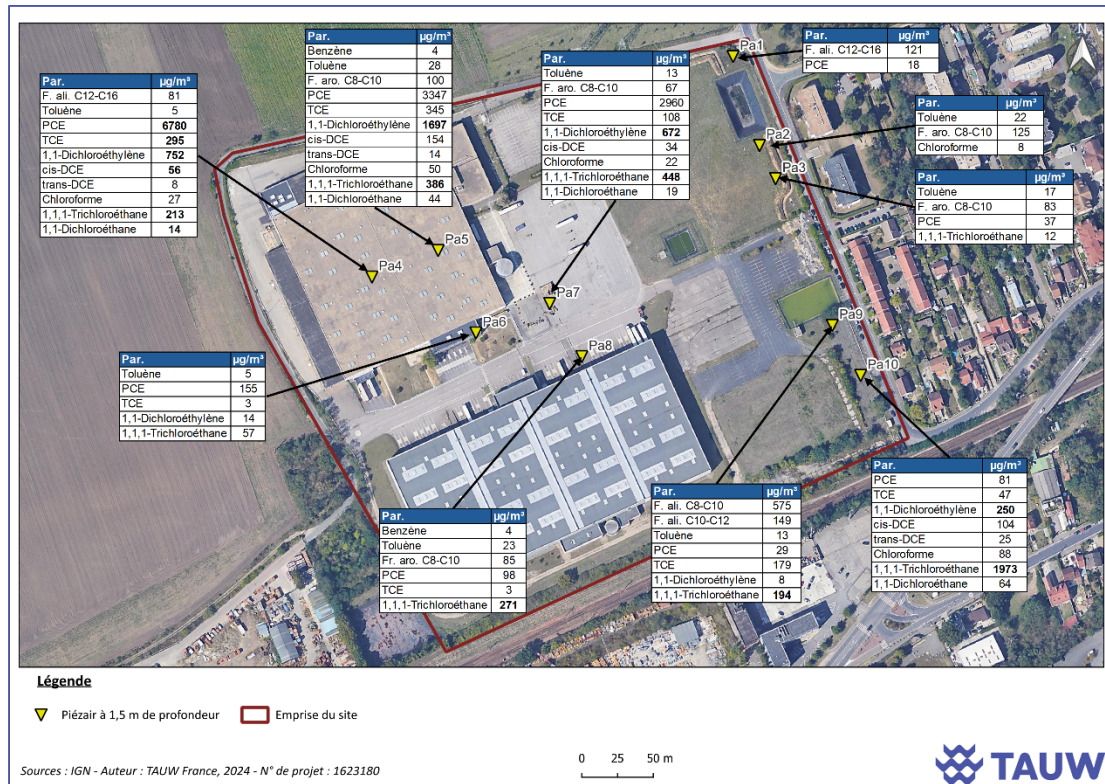 Par. µg/m³
F. ali. C12-C16 81
Toluène 5
PCE 6780
TCE 295
1,1-Dichloroéthylène 752
cis-DCE 56
trans-DCE 8
Chloroforme 27
1,1,1-Trichloroéthane 213
1,1-Dichloroéthane 14
Par. µg/m³
Benzène 4
Toluène 28
F. aro. C8-C10 100
PCE 3347
TCE 345
1,1-Dichloroéthylène 1697
cis-DCE 154
trans-DCE 14
Chloroforme 50
1,1,1-Trichloroéthane 386
1,1-Dichloroéthane 44
Par. µg/m³
Toluène 13
F. aro. C8-C10 67
PCE 2960
TCE 108
1,1-Dichloroéthylène 672
cis-DCE 34
Chloroforme 22
1,1,1-Trichloroéthane 448
1,1-Dichloroéthane 19
Par. µg/m³
F. ali. C12-C16 121
PCE 18
Par. µg/m³
Toluène 22
F. aro. C8-C10 125
Chloroforme 8
Par. µg/m³
Toluène 17
F. aro. C8-C10 83
PCE 37
1,1,1-Trichloroéthane 12
Pa1
Pa2
Pa3
Pa4
Pa5
Pa6
Pa7
Pa8
Pa9
Pa10
Par. µg/m³
Toluène 5
PCE 155
TCE 3
1,1-Dichloroéthylène 14
1,1,1-Trichloroéthane 57
Par. µg/m³
Benzène 4
Toluène 23
Fr. aro. C8-C10 85
PCE 98
TCE 3
1,1,1-Trichloroéthane 271
Par. µg/m³
F. ali. C8-C10 575
F. ali. C10-C12 149
Toluène 13
PCE 29
TCE 179
1,1-Dichloroéthylène 8
1,1,1-Trichloroéthane 194
Par. µg/m³
PCE 81
TCE 47
1,1-Dichloroéthylène 250
cis-DCE 104
trans-DCE 25
Chloroforme 88
1,1,1-Trichloroéthane 1973
1,1-Dichloroéthane 64
N
Légende
Piézair à 1,5 m de profondeur
Emprise du site
Sources : IGN - Auteur : TAUW France, 2024 - N° de projet : 1623180
0 25 50 m
TAUW